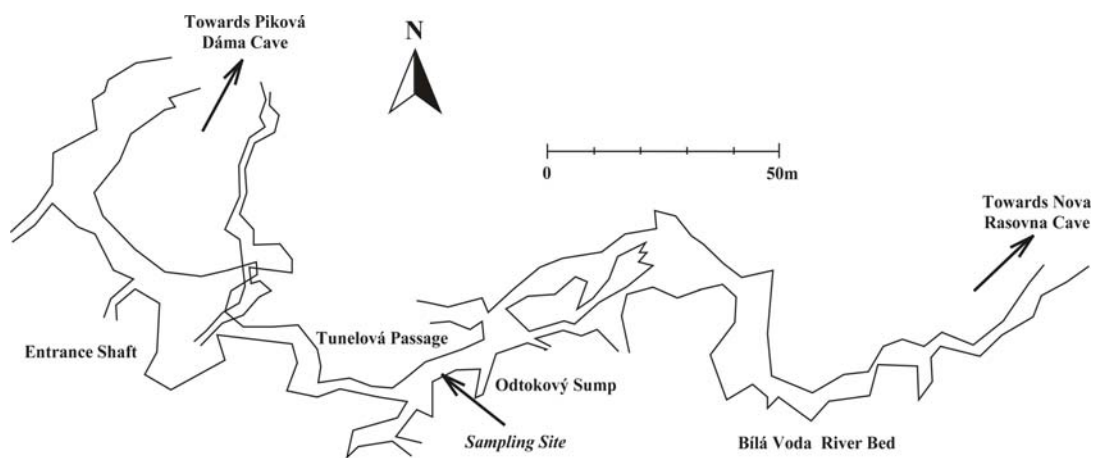 Towards Piková
Dáma Cave
N
0
50m
Towards Nova
Rasovna Cave
Entrance Shaft
Tunelová Passage
Odtokový Sump
Sampling Site
Bílá Voda River Bed